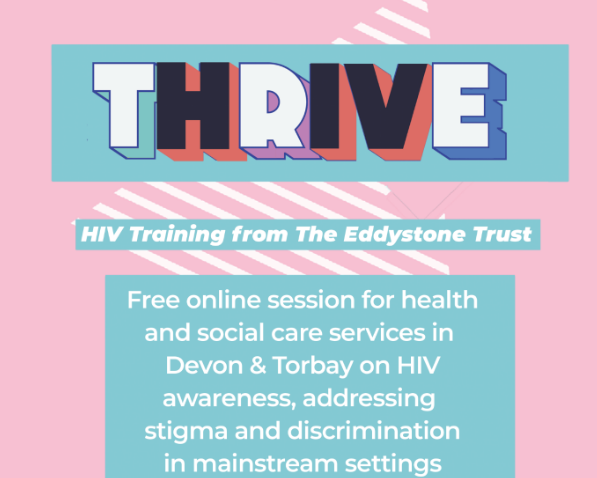 THRIVE
HIV Training from The Eddystone Trust
Free online session for health
and social care services in
Devon & Torbay on HIV
awareness, addressing
stigma and discrimination
in mainstream settings